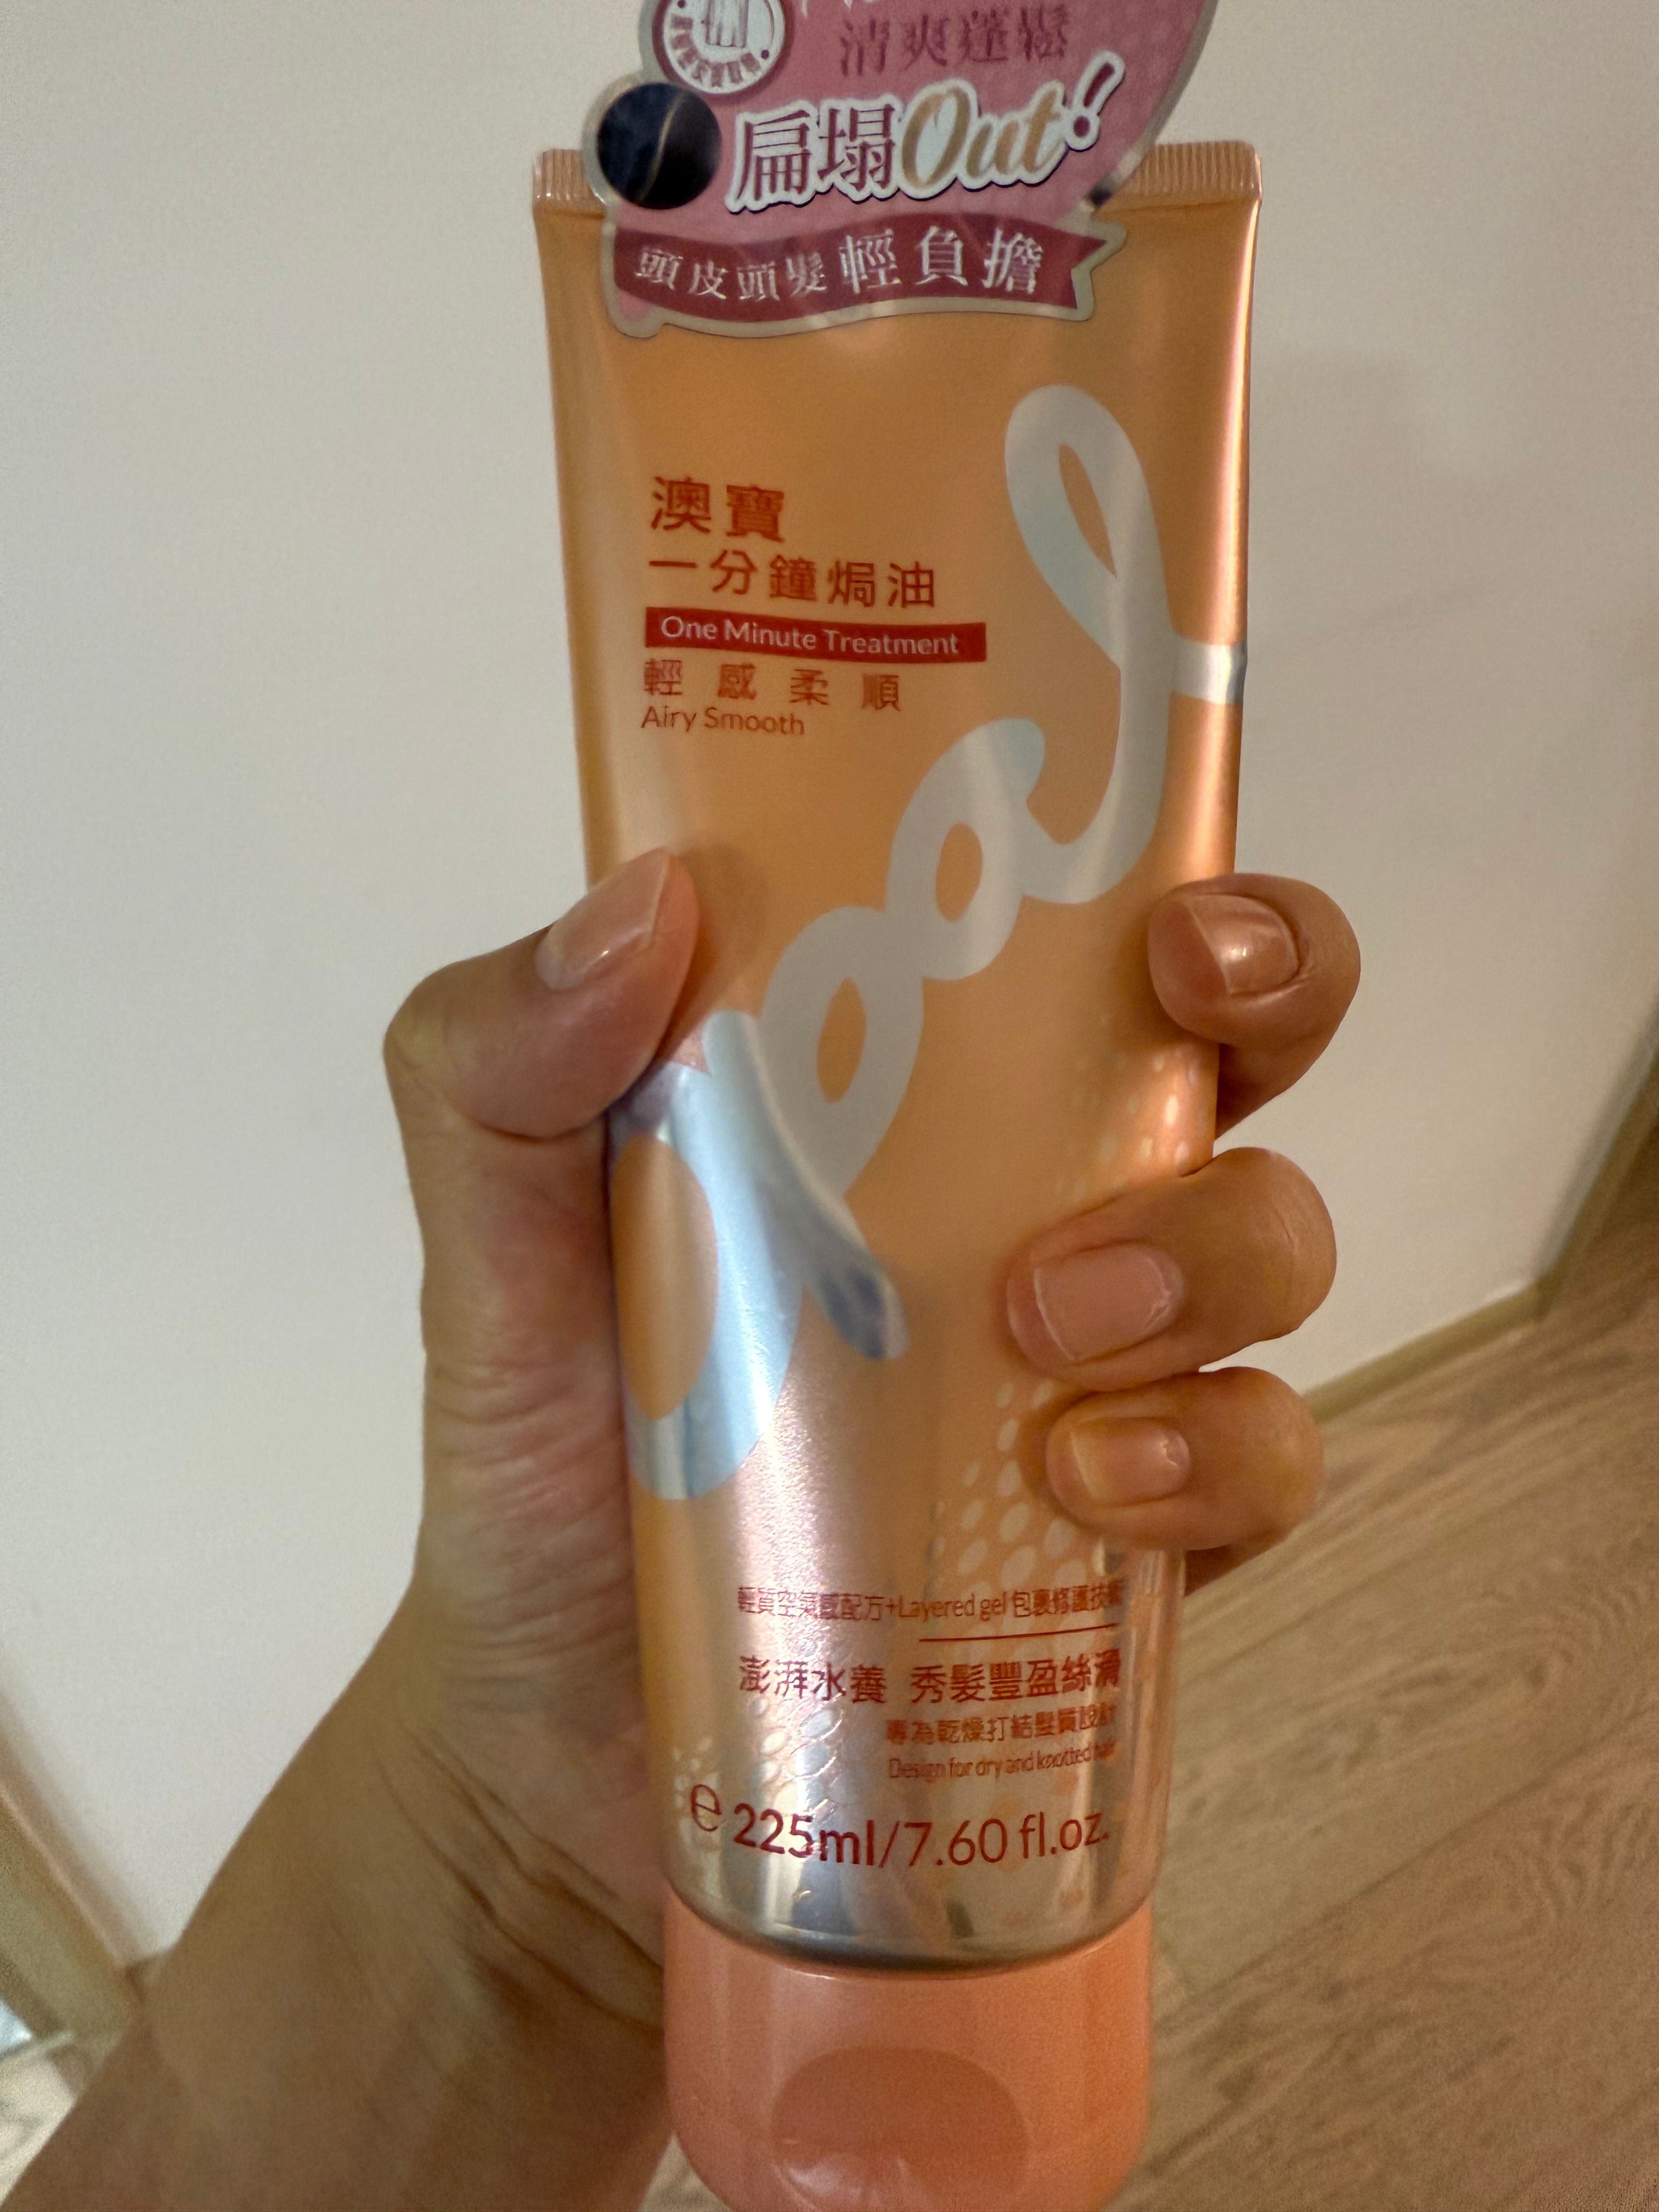 清爽蓬鬆
扁塌Out!
頭皮頭髮輕負擔
澳寶
一分鐘焗油
One Minute Treatment
輕感柔順
Airy Smooth
opal
輕質空氣感配方+Layered gel包裹修護技術
澎湃水養 秀髮豐盈絲滑
專為乾燥打結髮質設計
Design for dry and knotted hair
e 225ml/7.60 fl.oz.